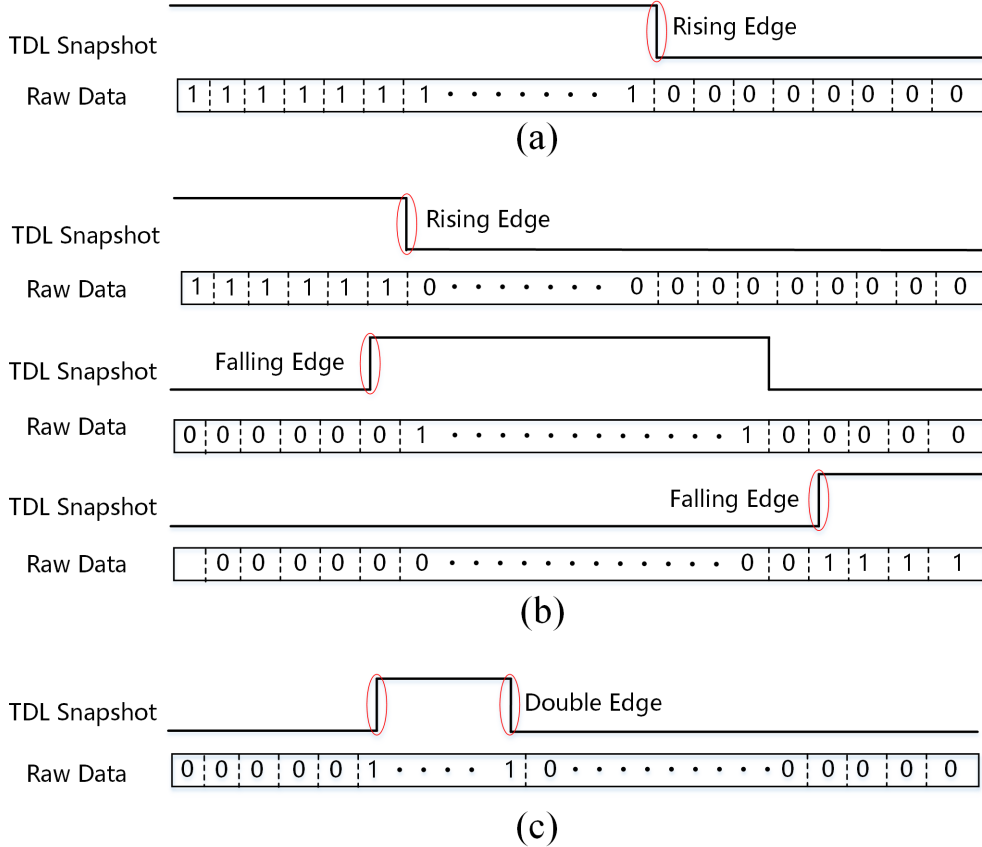 Rising Edge
TDL Snapshot
Raw Data 1 1 1 1 1 1 1 · · · · · · · 1 0 0 0 0 0 0 0 0
(a)
Rising Edge
TDL Snapshot
Raw Data 1 1 1 1 1 1 0 · · · · · · · 0 0 0 0 0 0 0 0 0
Falling Edge
TDL Snapshot
Raw Data 0 0 0 0 0 0 1 · · · · · · · · · · · · · 1 0 0 0 0 0
Falling Edge
TDL Snapshot
Raw Data 0 0 0 0 0 0 · · · · · · · · · · · · · 0 0 1 1 1 1
(b)
Double Edge
TDL Snapshot
Raw Data 0 0 0 0 0 1 · · · · 1 0 · · · · · · · · · 0 0 0 0 0
(c)